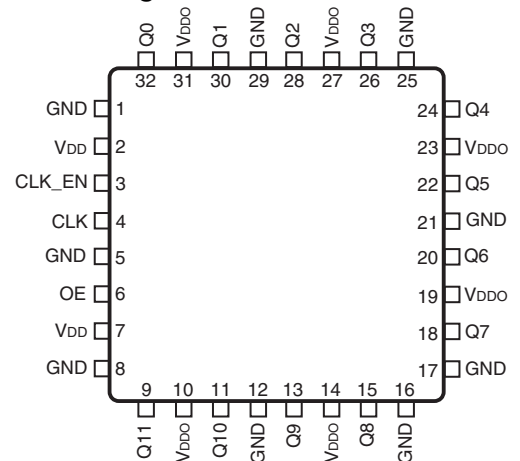 Q0 VDDO Q1 GND Q2 VDDO Q3 GND
32 31 30 29 28 27 26 25
GND 1
VDD 2
CLK_EN 3
CLK 4
GND 5
OE 6
VDD 7
GND 8
24 Q4
23 VDDO
22 Q5
21 GND
20 Q6
19 VDDO
18 Q7
17 GND
9 10 11 12 13 14 15 16
Q11 VDDO Q10 GND Q9 VDDO Q8 GND